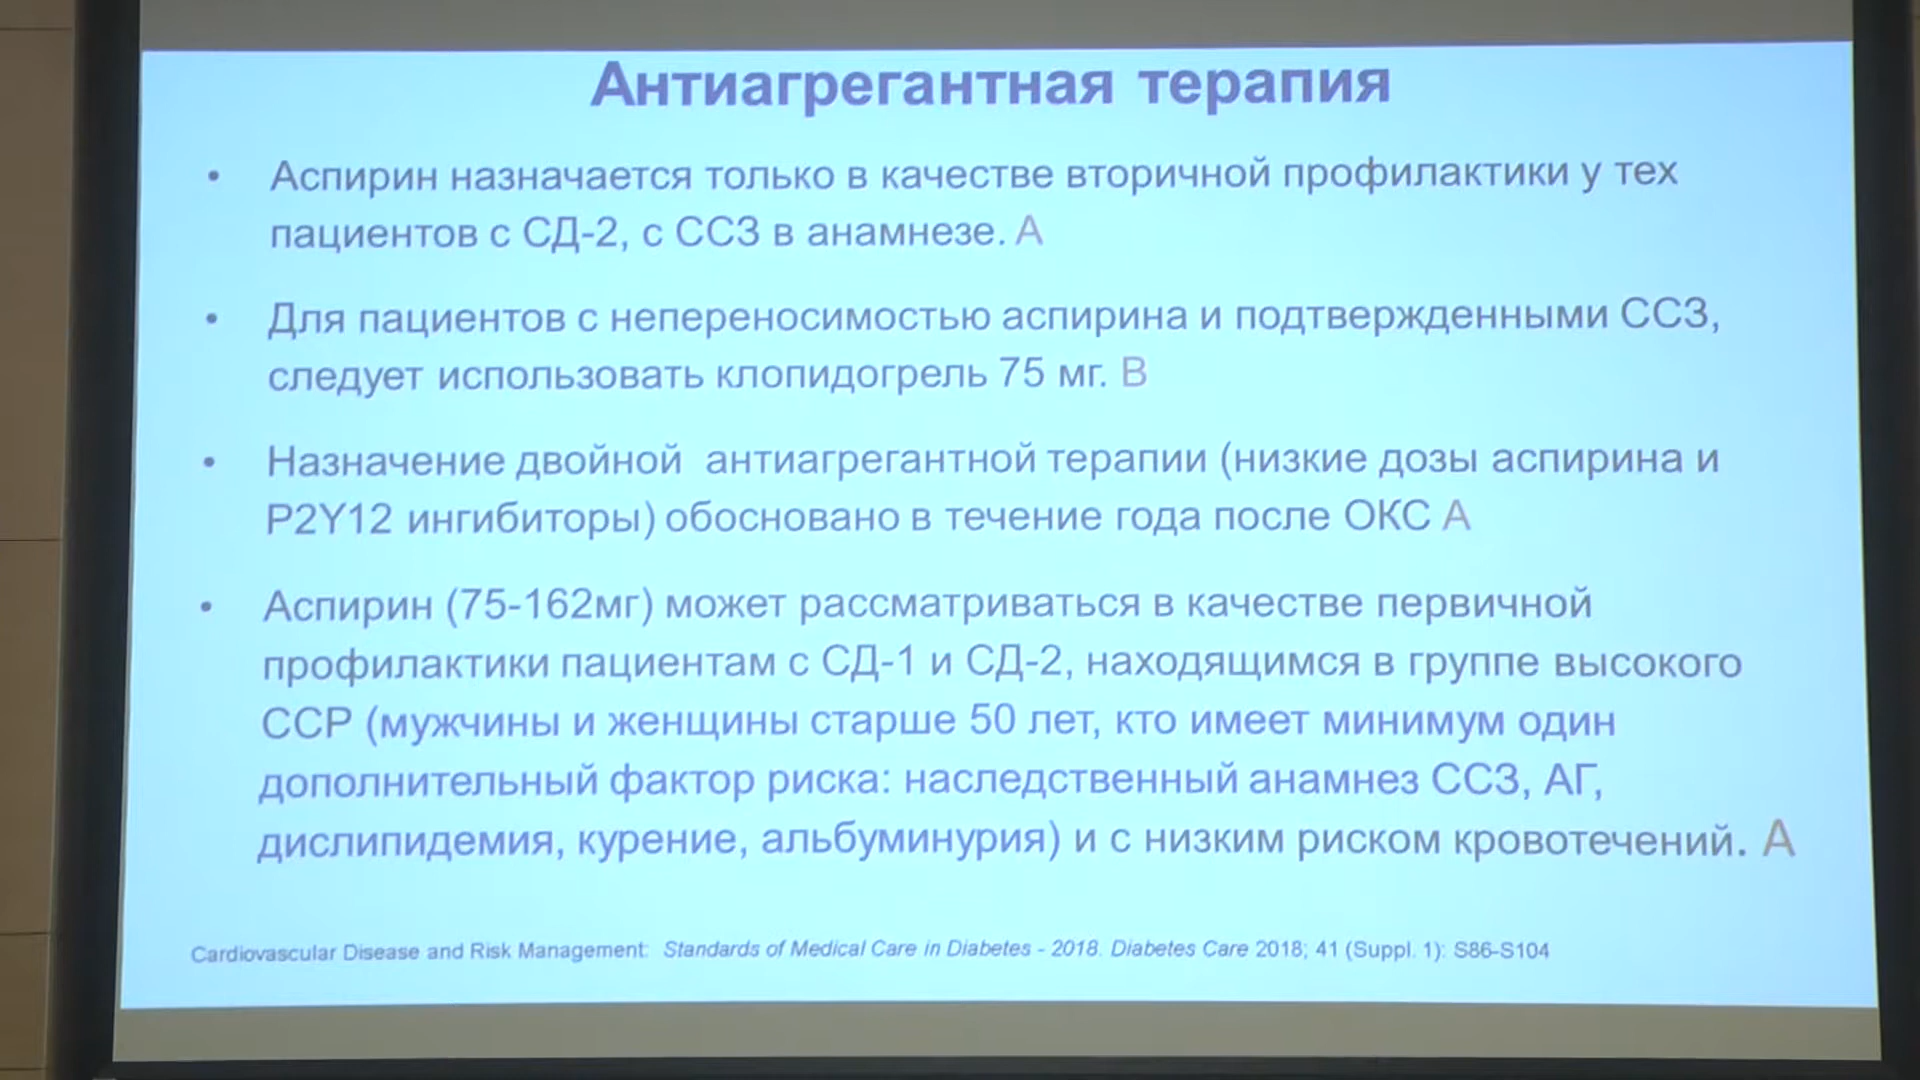 Антиагрегантная терапия
• Аспирин назначается только в качестве вторичной профилактики у тех
пациентов с СД-2, с ССЗ в анамнезе. А
• Для пациентов с непереносимостью аспирина и подтвержденными ССЗ,
следует использовать клопидогрель 75 мг. В
• Назначение двойной антиагрегантной терапии (низкие дозы аспирина и
P2Y12 ингибиторы) обосновано в течение года после ОКС А
• Аспирин (75-162мг) может рассматриваться в качестве первичной
профилактики пациентам с СД-1 и СД-2, находящимся в группе высокого
ССР (мужчины и женщины старше 50 лет, кто имеет минимум один
дополнительный фактор риска: наследственный анамнез ССЗ, АГ,
дислипидемия, курение, альбуминурия) и с низким риском кровотечений. А
Cardiovascular Disease and Risk Management: Standards of Medical Care in Diabetes - 2018. Diabetes Care 2018; 41 (Suppl. 1): S86-S104